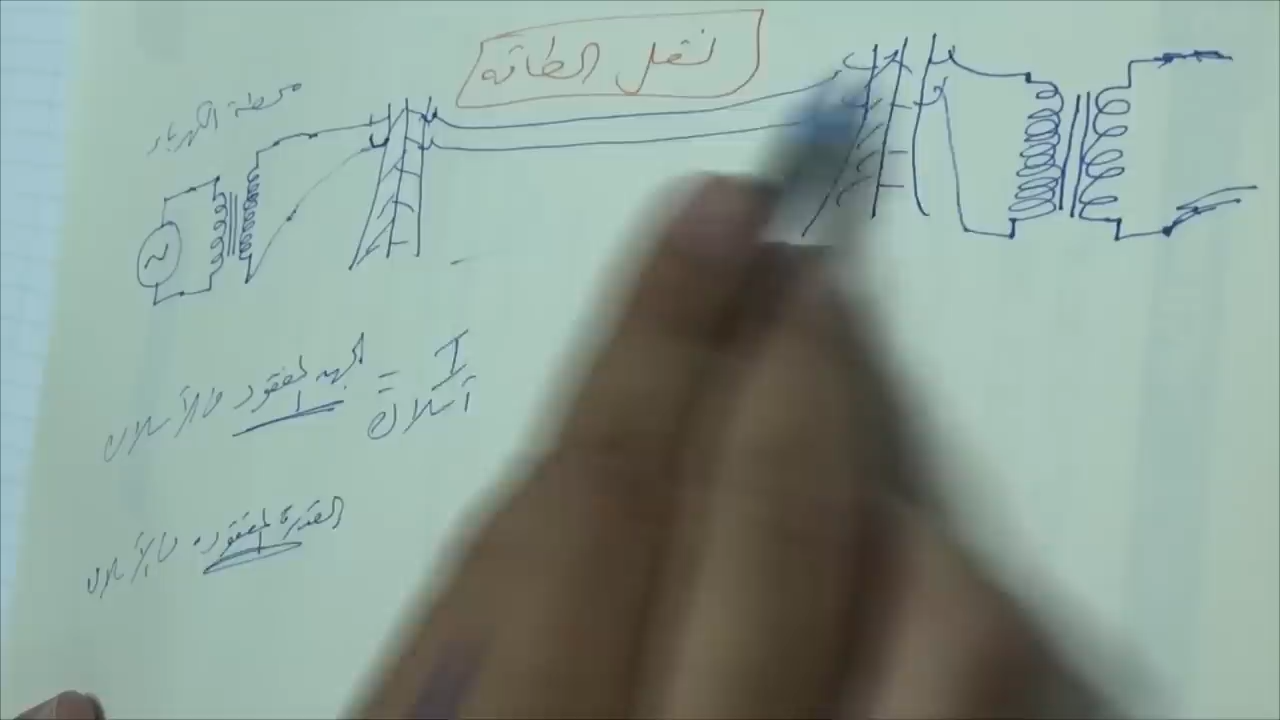 نقل الطاقة
محطة الكهرباء
~
الجهد المفقود في الأسلاك = I أسلاك
القدرة المفقودة في الأسلاك